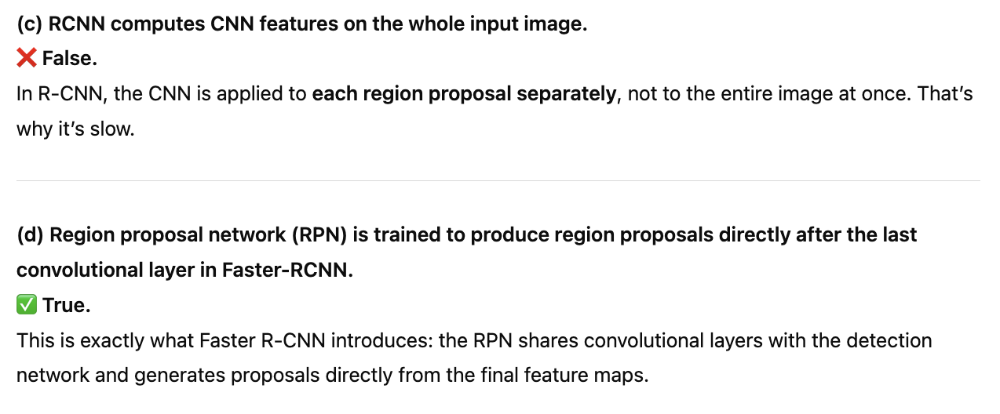 (c) RCNN computes CNN features on the whole input image.
❌ False.
In R-CNN, the CNN is applied to each region proposal separately, not to the entire image at once. That’s
why it’s slow.
(d) Region proposal network (RPN) is trained to produce region proposals directly after the last
convolutional layer in Faster-RCNN.
✅ True.
This is exactly what Faster R-CNN introduces: the RPN shares convolutional layers with the detection
network and generates proposals directly from the final feature maps.